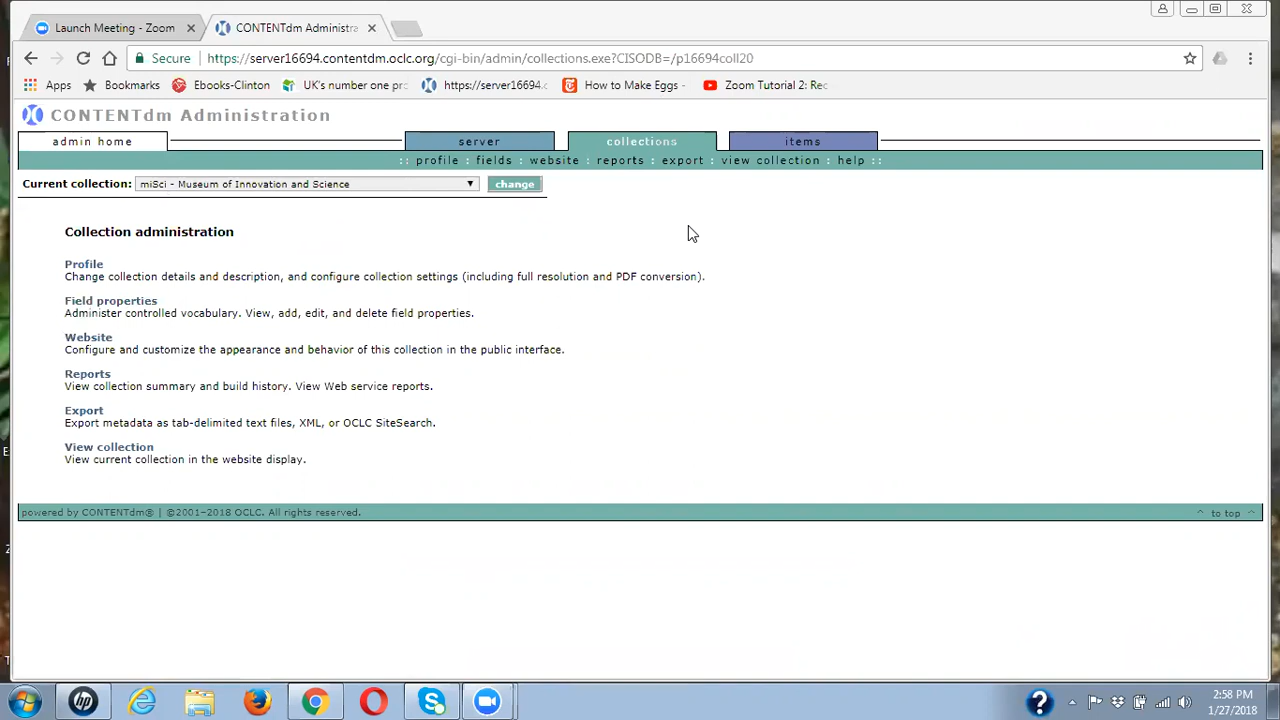 Launch Meeting - Zoom
CONTENTdm Administra
Secure
https://server16694.contentdm.oclc.org/cgi-bin/admin/collections.exe?CISODB=/p16694coll20
Apps
Bookmarks
Ebooks-Clinton
UK's number one pr
https://server16694.c
How to Make Eggs -
Zoom Tutorial 2: Rec
CONTENTdm Administration
admin home
server
collections
items
:: profile : fields : website : reports : export : view collection : help ::
Current collection:
miSci - Museum of Innovation and Science
change
Collection administration
Profile
Change collection details and description, and configure collection settings (including full resolution and PDF conversion).
Field properties
Administer controlled vocabulary. View, add, edit, and delete field properties.
Website
Configure and customize the appearance and behavior of this collection in the public interface.
Reports
View collection summary and build history. View Web service reports.
Export
Export metadata as tab-delimited text files, XML, or OCLC SiteSearch.
View collection
View current collection in the website display.
powered by CONTENTdm® | ©2001-2018 OCLC. All rights reserved.
^ to top ^
hp
2:58 PM
1/27/2018